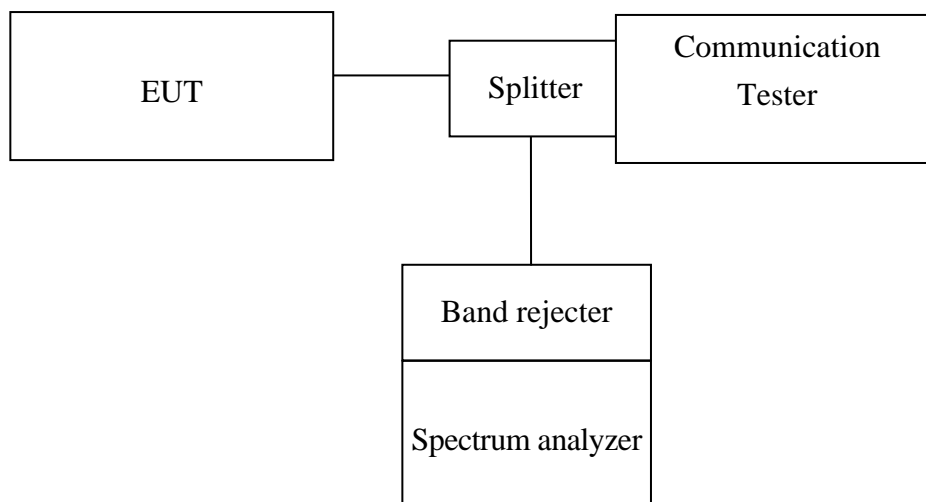 EUT
Splitter
Communication
Tester
Band rejecter
Spectrum analyzer